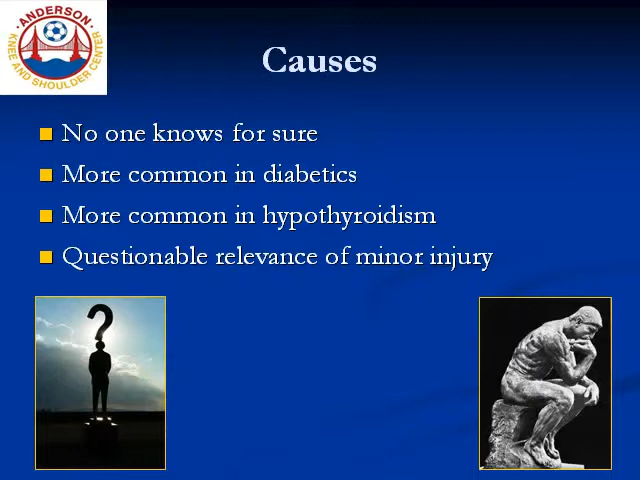 ANDERSON
KNEE AND SHOULDER CENTER
Causes
No one knows for sure
More common in diabetics
More common in hypothyroidism
Questionable relevance of minor injury
?